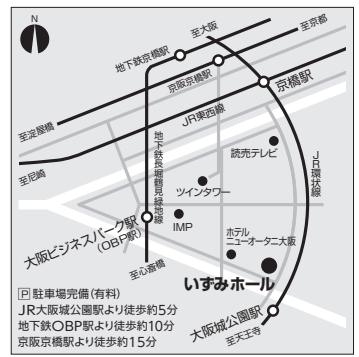 N
至大阪
至京都
地下鉄京橋駅
京阪京橋駅
京橋駅
至淀屋橋
JR東西線
至尼崎
地下鉄長堀鶴見緑地線
読売テレビ
JR環状線
ツインタワー
IMP
大阪ビジネスパーク駅
(OBP駅)
ホテル
ニューオータニ大阪
至心斎橋
いずみホール
大阪城公園駅
至天王寺
P 駐車場完備(有料)
JR大阪城公園駅より徒歩約5分
地下鉄OBP駅より徒歩約10分
京阪京橋駅より徒歩約15分